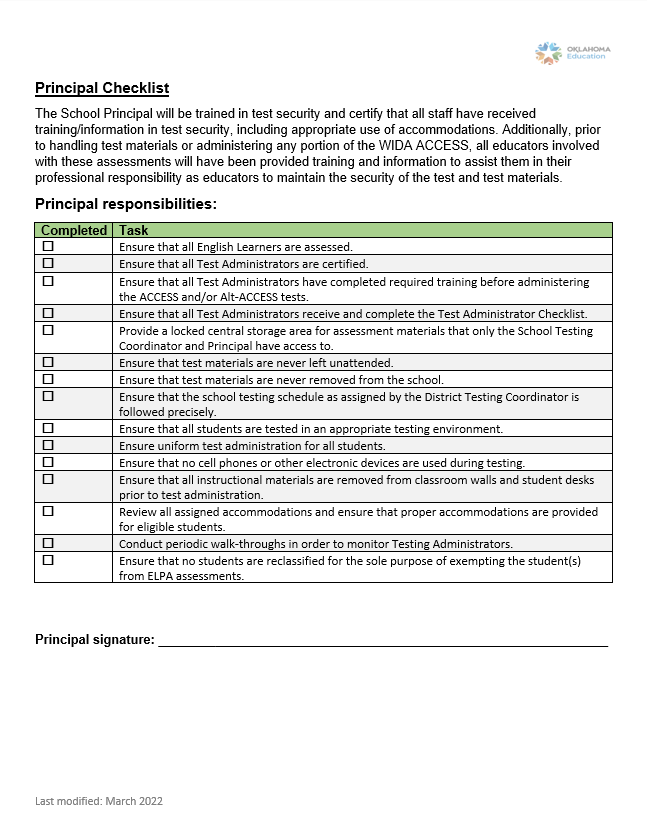 OKLAHOMA
Education
Principal Checklist
The School Principal will be trained in test security and certify that all staff have received
training/information in test security, including appropriate use of accommodations. Additionally, prior
to handling test materials or administering any portion of the WIDA ACCESS, all educators involved
with these assessments will have been provided training and information to assist them in their
professional responsibility as educators to maintain the security of the test and test materials.
Principal responsibilities:
Completed Task
☐ Ensure that all English Learners are assessed.
☐ Ensure that all Test Administrators are certified.
☐ Ensure that all Test Administrators have completed required training before administering
the ACCESS and/or Alt-ACCESS tests.
☐ Ensure that all Test Administrators receive and complete the Test Administrator Checklist.
☐ Provide a locked central storage area for assessment materials that only the School Testing
Coordinator and Principal have access to.
☐ Ensure that test materials are never left unattended.
☐ Ensure that test materials are never removed from the school.
☐ Ensure that the school testing schedule as assigned by the District Testing Coordinator is
followed precisely.
☐ Ensure that all students are tested in an appropriate testing environment.
☐ Ensure uniform test administration for all students.
☐ Ensure that no cell phones or other electronic devices are used during testing.
☐ Ensure that all instructional materials are removed from classroom walls and student desks
prior to test administration.
☐ Review all assigned accommodations and ensure that proper accommodations are provided
for eligible students.
☐ Conduct periodic walk-throughs in order to monitor Testing Administrators.
☐ Ensure that no students are reclassified for the sole purpose of exempting the student(s)
from ELPA assessments.
Principal signature: ____________________
Last modified: March 2022